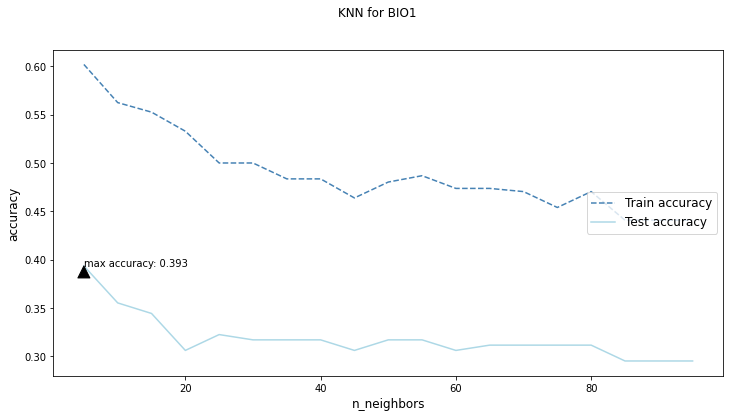 KNN for BIO1
0.60
0.55
0.50
0.45
0.40
0.35
0.30
accuracy
max accuracy: 0.393
Train accuracy
Test accuracy
20
40
60
80
n_neighbors